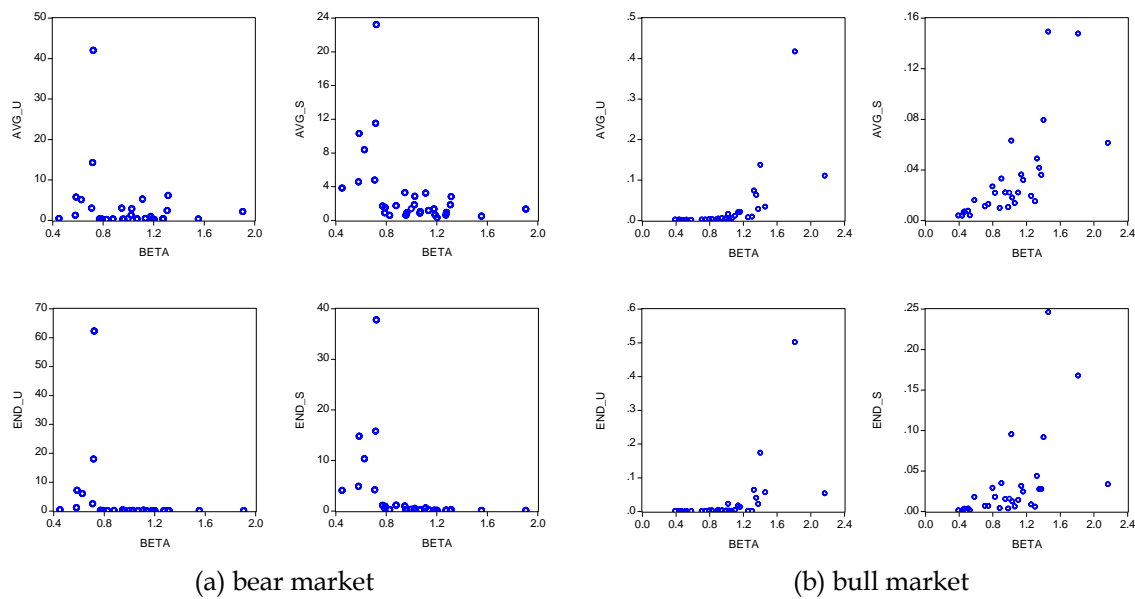 50
40
30
20
10
0
0.4 0.8 1.2 1.6 2.0
AVG_U
BETA
24
20
16
12
8
4
0
0.4 0.8 1.2 1.6 2.0
AVG_S
BETA
.5
.4
.3
.2
.1
.0
0.0 0.4 0.8 1.2 1.6 2.0 2.4
AVG_U
BETA
.16
.12
.08
.04
.00
0.0 0.4 0.8 1.2 1.6 2.0 2.4
AVG_S
BETA
70
60
50
40
30
20
10
0
0.4 0.8 1.2 1.6 2.0
END_U
BETA
40
30
20
10
0
0.4 0.8 1.2 1.6 2.0
END_S
BETA
.6
.5
.4
.3
.2
.1
.0
0.0 0.4 0.8 1.2 1.6 2.0 2.4
END_U
BETA
.25
.20
.15
.10
.05
.00
0.0 0.4 0.8 1.2 1.6 2.0 2.4
END_S
BETA
(a) bear market
(b) bull market